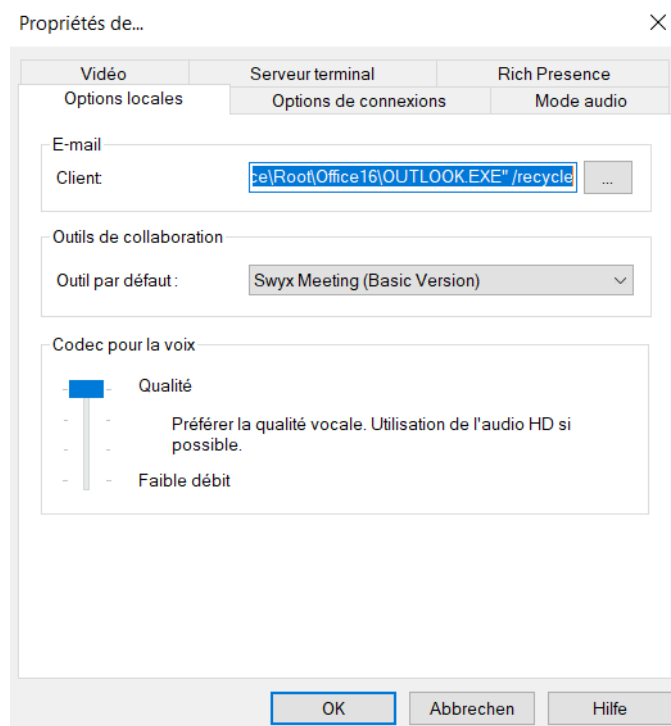 Propriétés de...
Vidéo
Serveur terminal
Rich Presence
Options locales
Options de connexions
Mode audio
E-mail
Client:
ce\Root\Office16\OUTLOOK.EXE" /recycle
...
Outils de collaboration
Outil par défaut :
Swyx Meeting (Basic Version)
Codec pour la voix
Qualité
Préférer la qualité vocale. Utilisation de l'audio HD si
possible.
Faible débit
OK
Abbrechen
Hilfe